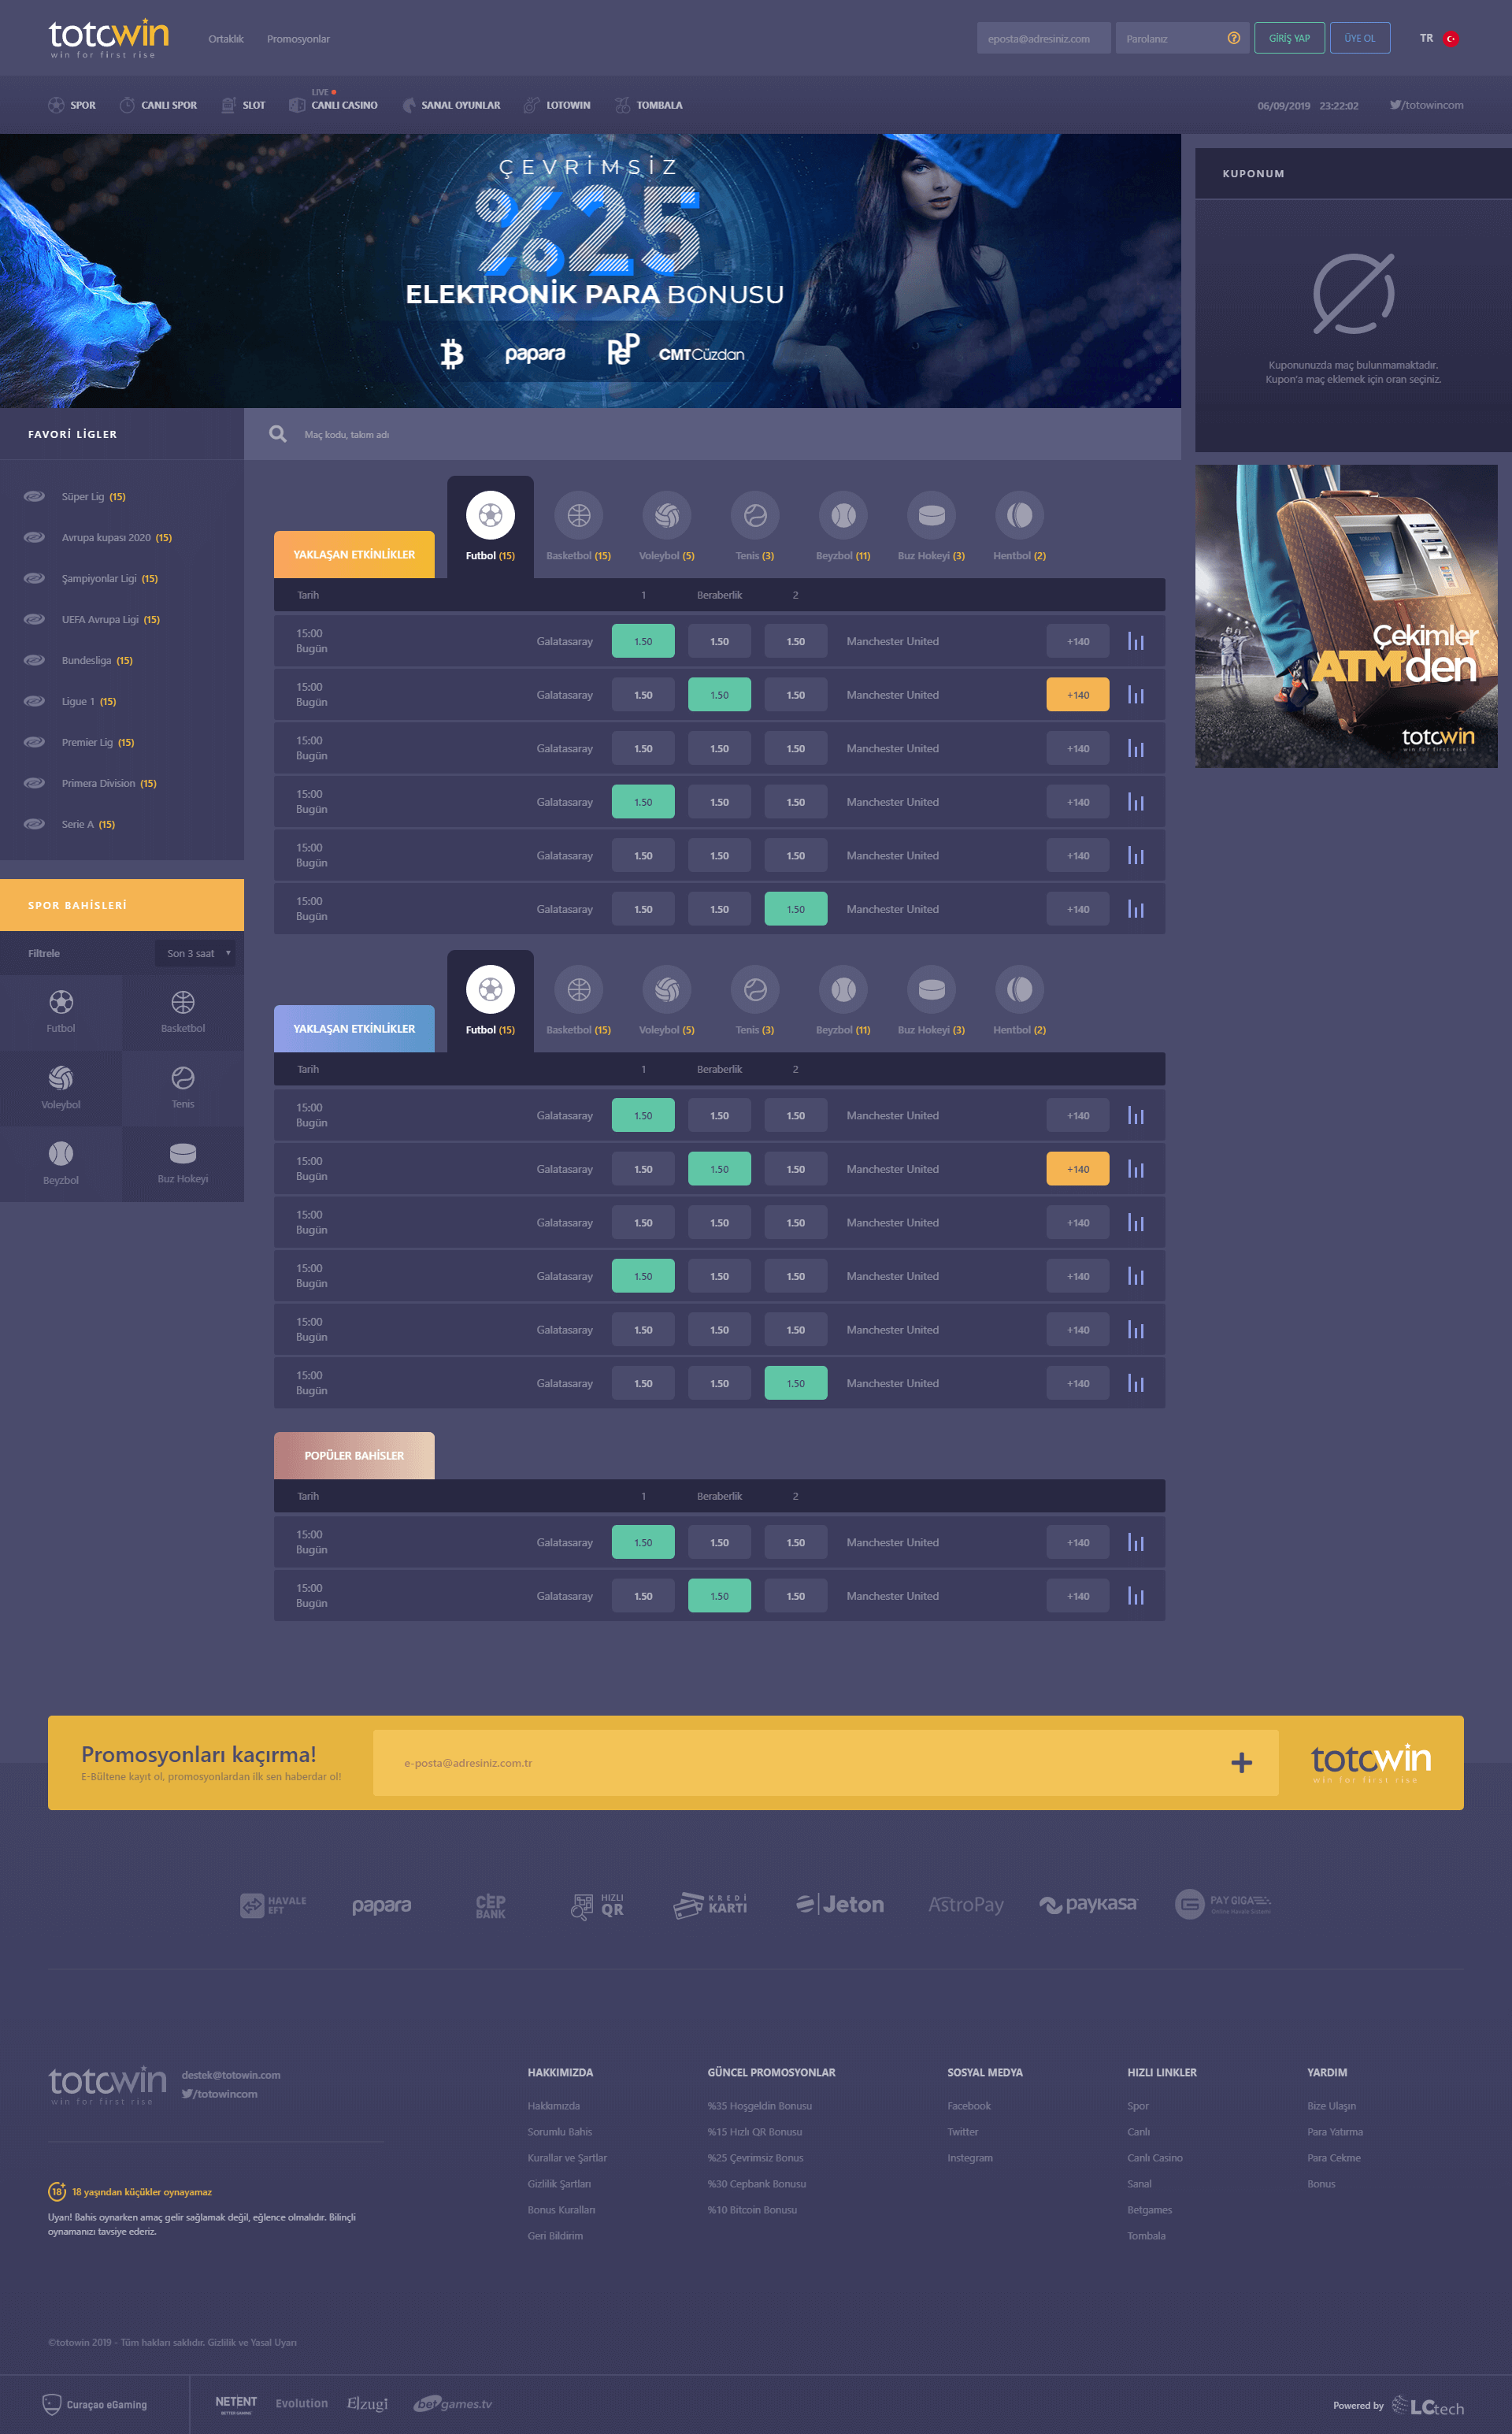 totowin
win for first rise
Ortaklık
Promosyonlar
eposta@adresiniz.com
Parolanız
GİRİŞ YAP
ÜYE OL
TR
SPOR
CANLI SPOR
SLOT
LIVE
CANLI CASINO
SANAL OYUNLAR
LOTOWIN
TOMBALA
06/09/2019 23:22:02
/totowincom
ÇEVRİMSİZ
%25
ELEKTRONİK PARA BONUSU
papara
PeP
CMTCüzdan
KUPONUM
Kuponunuzda maç bulunmamaktadır.
Kupon'a maç eklemek için oran seçiniz.
Çekimler
ATM'den
totowin
win for first rise
FAVORİ LİGLER
Süper Lig (15)
Avrupa kupası 2020 (15)
Şampiyonlar Ligi (15)
UEFA Avrupa Ligi (15)
Bundesliga (15)
Ligue 1 (15)
Premier Lig (15)
Primera Division (15)
Serie A (15)
SPOR BAHİSLERİ
Filtrele
Son 3 saat
Futbol
Basketbol
Voleybol
Tenis
Beyzbol
Buz Hokeyi
Maç kodu, takım adı
YAKLAŞAN ETKİNLİKLER
Futbol (15)
Basketbol (15)
Voleybol (5)
Tenis (3)
Beyzbol (11)
Buz Hokeyi (3)
Hentbol (2)
Tarih 1 Beraberlik 2
15:00
Bugün
Galatasaray 1.50 1.50 1.50 Manchester United +140
15:00
Bugün
Galatasaray 1.50 1.50 1.50 Manchester United +140
15:00
Bugün
Galatasaray 1.50 1.50 1.50 Manchester United +140
15:00
Bugün
Galatasaray 1.50 1.50 1.50 Manchester United +140
15:00
Bugün
Galatasaray 1.50 1.50 1.50 Manchester United +140
15:00
Bugün
Galatasaray 1.50 1.50 1.50 Manchester United +140
YAKLAŞAN ETKİNLİKLER
Futbol (15)
Basketbol (15)
Voleybol (5)
Tenis (3)
Beyzbol (11)
Buz Hokeyi (3)
Hentbol (2)
Tarih 1 Beraberlik 2
15:00
Bugün
Galatasaray 1.50 1.50 1.50 Manchester United +140
15:00
Bugün
Galatasaray 1.50 1.50 1.50 Manchester United +140
15:00
Bugün
Galatasaray 1.50 1.50 1.50 Manchester United +140
15:00
Bugün
Galatasaray 1.50 1.50 1.50 Manchester United +140
15:00
Bugün
Galatasaray 1.50 1.50 1.50 Manchester United +140
15:00
Bugün
Galatasaray 1.50 1.50 1.50 Manchester United +140
POPÜLER BAHİSLER
Tarih 1 Beraberlik 2
15:00
Bugün
Galatasaray 1.50 1.50 1.50 Manchester United +140
15:00
Bugün
Galatasaray 1.50 1.50 1.50 Manchester United +140
Promosyonları kaçırma!
E-Bültene kayıt ol, promosyonlardan ilk sen haberdar ol!
e-posta@adresiniz.com.tr
totowin
win for first rise
HAVALE
EFT
papara
CEP
BANK
HIZLI
QR
KREDİ
KARTI
Jeton
AstroPay
paykasa
PAY GIGA
totowin
win for first rise
destek@totowin.com
/totowincom
18+
18 yaşından küçükler oynayamaz
Uyarı! Bahis oynarken amaç gelir sağlamak değil, eğlence olmalıdır. Bilinçli
oynamanızı tavsiye ederiz.
HAKKIMIZDA
Hakkımızda
Sorumlu Bahis
Kurallar ve Şartlar
Gizlilik Şartları
Bonus Kuralları
Geri Bildirim
GÜNCEL PROMOSYONLAR
%35 Hoşgeldin Bonusu
%15 Hızlı QR Bonusu
%25 Çevrimsiz Bonus
%30 Cepbank Bonusu
%10 Bitcoin Bonusu
SOSYAL MEDYA
Facebook
Twitter
Instegram
HIZLI LINKLER
Spor
Canlı
Canlı Casino
Sanal
Betgames
Tombala
YARDIM
Bize Ulaşın
Para Yatırma
Para Cekme
Bonus
©totowin 2019 - Tüm hakları saklıdır. Gizlilik ve Yasal Uyarı
Curaçao eGaming
NETENT
BETTER GAMING
Evolution
Elzugi
betgames.tv
Powered by
LCtech